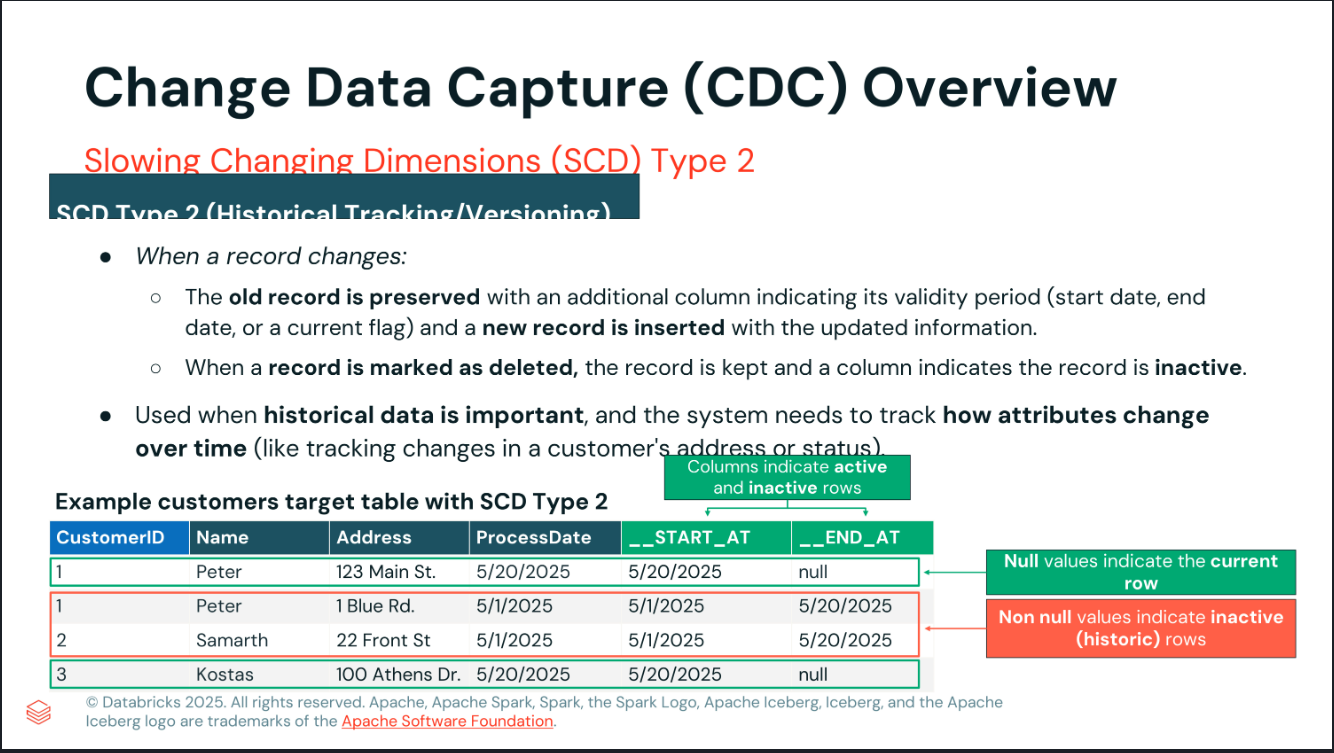 Change Data Capture (CDC) Overview
Slowing Changing Dimensions (SCD) Type 2
SCD Type 2 (Historical Tracking/Versioning)
● When a record changes:
○ The old record is preserved with an additional column indicating its validity period (start date, end
date, or a current flag) and a new record is inserted with the updated information.
○ When a record is marked as deleted, the record is kept and a column indicates the record is inactive.
● Used when historical data is important, and the system needs to track how attributes change
over time (like tracking changes in a customer's address or status).
Columns indicate active
and inactive rows
Example customers target table with SCD Type 2
CustomerID Name Address ProcessDate __START_AT __END_AT
1 Peter 123 Main St. 5/20/2025 5/20/2025 null
1 Peter 1 Blue Rd. 5/1/2025 5/1/2025 5/20/2025
2 Samarth 22 Front St 5/1/2025 5/1/2025 5/20/2025
3 Kostas 100 Athens Dr. 5/20/2025 5/20/2025 null
Null values indicate the current
row
Non null values indicate inactive
(historic) rows
© Databricks 2025. All rights reserved. Apache, Apache Spark, Spark, the Spark Logo, Apache Iceberg, Iceberg, and the Apache
Iceberg logo are trademarks of the Apache Software Foundation.